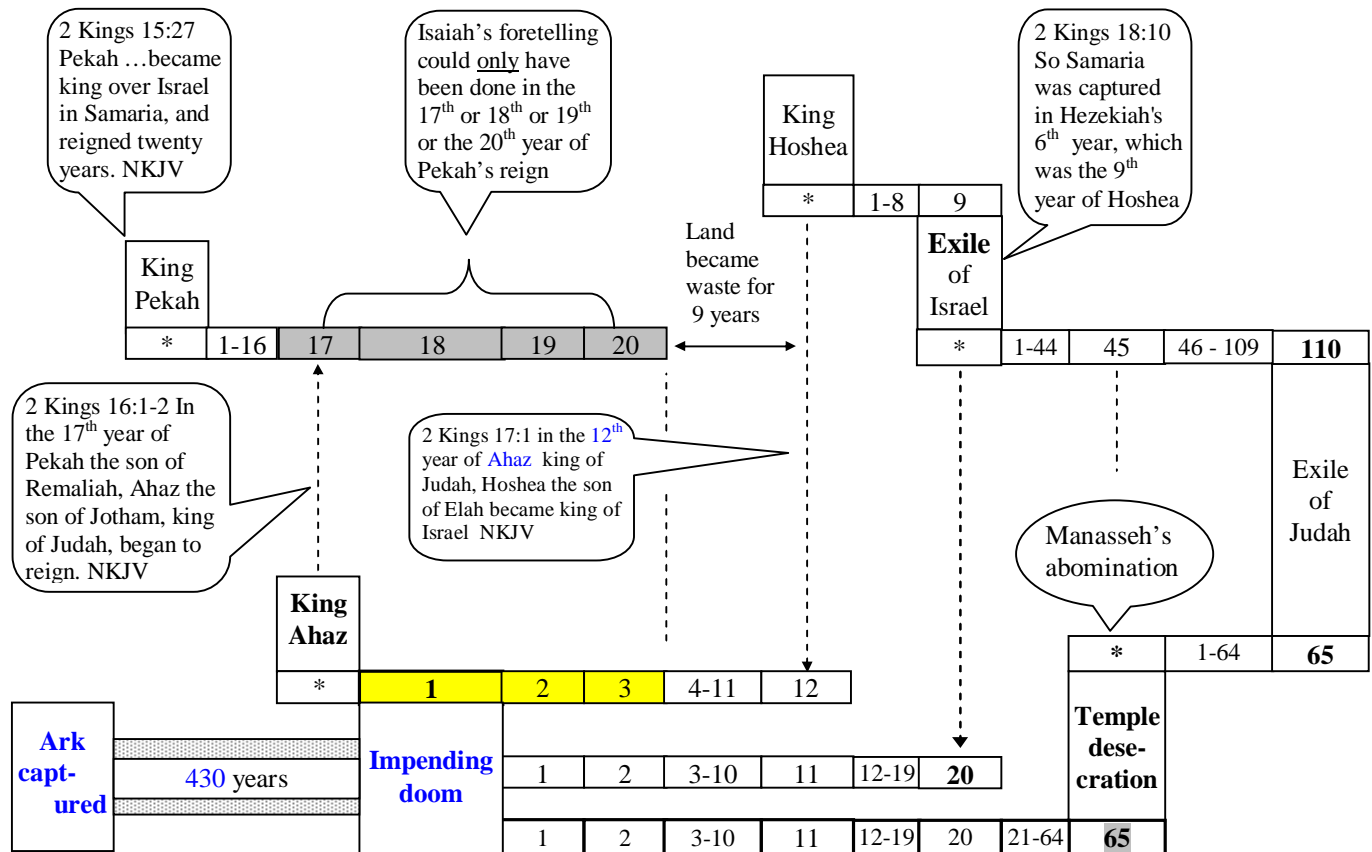 2 Kings 15:27
Pekah …became
king over Israel
in Samaria, and
reigned twenty
years. NKJV
Isaiah’s foretelling
could only have
been done in the
17th or 18th or 19th
or the 20th year of
Pekah’s reign
King
Hoshea
* 1-8 9
2 Kings 18:10
So Samaria
was captured
in Hezekiah's
6th year, which
was the 9th
year of Hoshea
King
Pekah
* 1-16 17 18 19 20
Land
became
waste for
9 years
Exile
of
Israel
* 1-44 45 46 - 109 110
2 Kings 16:1-2 In
the 17th year of
Pekah the son of
Remaliah, Ahaz the
son of Jotham, king
of Judah, began to
reign. NKJV
2 Kings 17:1 in the 12th
year of Ahaz king of
Judah, Hoshea the son
of Elah became king of
Israel NKJV
Exile
of
Judah
Manasseh’s
abomination
King
Ahaz
* 1 2 3 4-11 12
* 1-64 65
Ark
capt-
ured
430 years
Impending
doom
Temple
dese-
cration
1 2 3-10 11 12-19 20
1 2 3-10 11 12-19 20 21-64 65